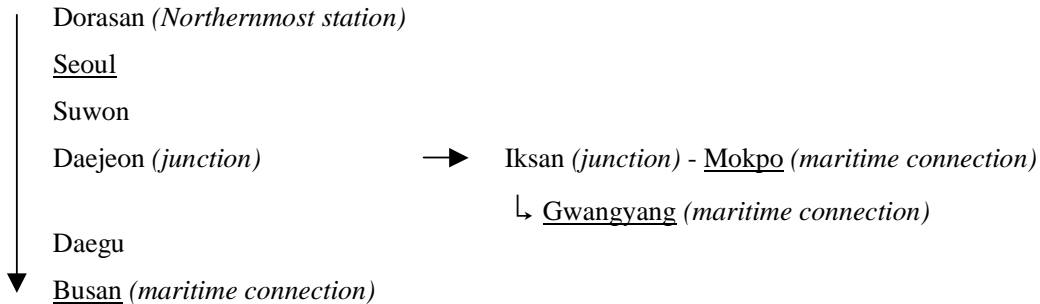 Dorasan (Northernmost station)
Seoul
Suwon
Daejeon (junction) Iksan (junction) - Mokpo (maritime connection)
Gwangyang (maritime connection)
Daegu
Busan (maritime connection)